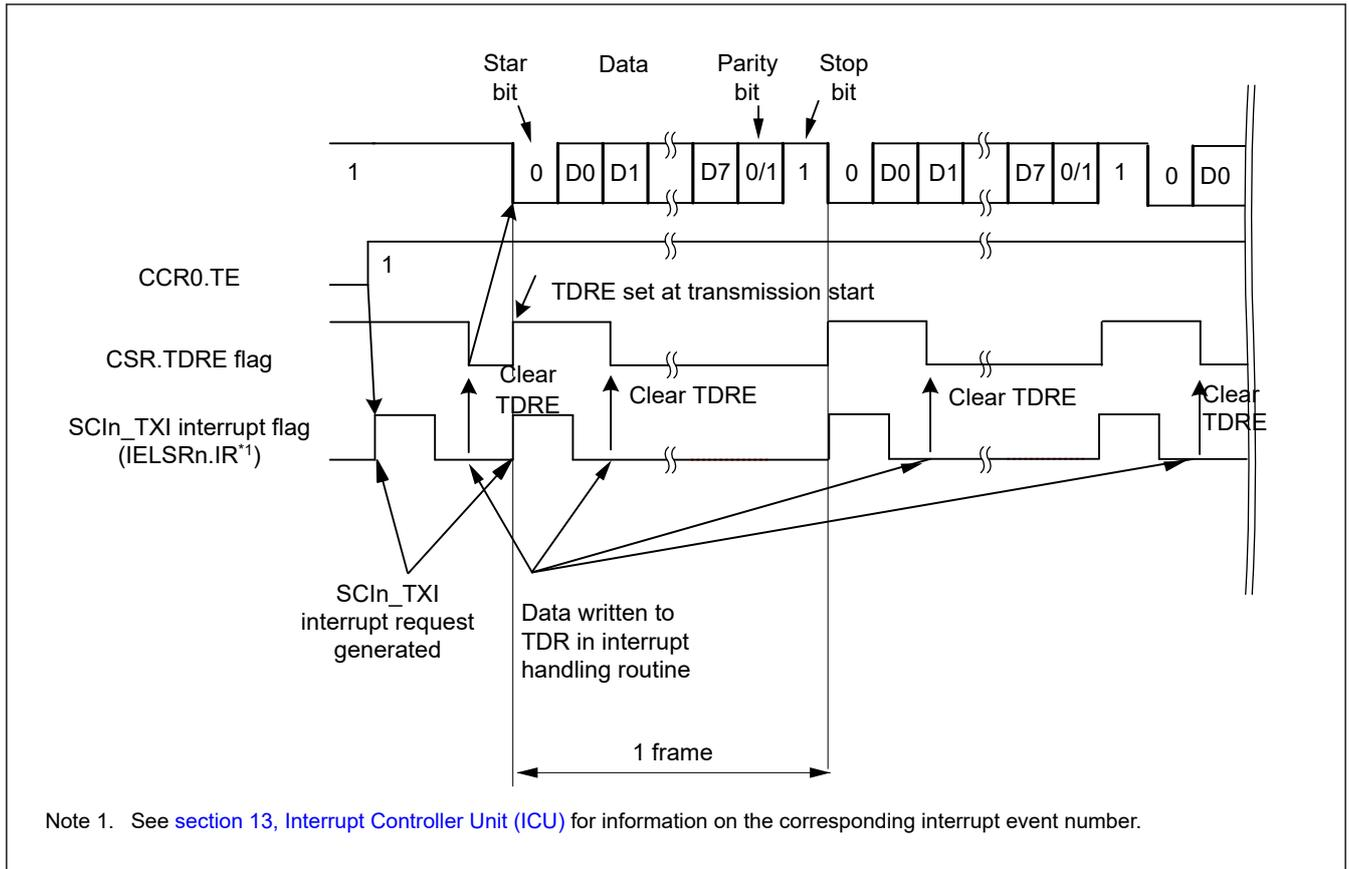 Star bit
Data
Parity bit
Stop bit
1
0 D0 D1 D7 0/1 1 0 D0 D1 D7 0/1 1 0 D0
CCR0.TE
1
TDRE set at transmission start
CSR.TDRE flag
Clear
TDRE
Clear TDRE
Clear TDRE
Clear
TDRE
SCIn_TXI interrupt flag
(IELSRn.IR*1)
SCIn_TXI
interrupt request
generated
Data written to
TDR in interrupt
handling routine
1 frame
Note 1. See section 13, Interrupt Controller Unit (ICU) for information on the corresponding interrupt event number.